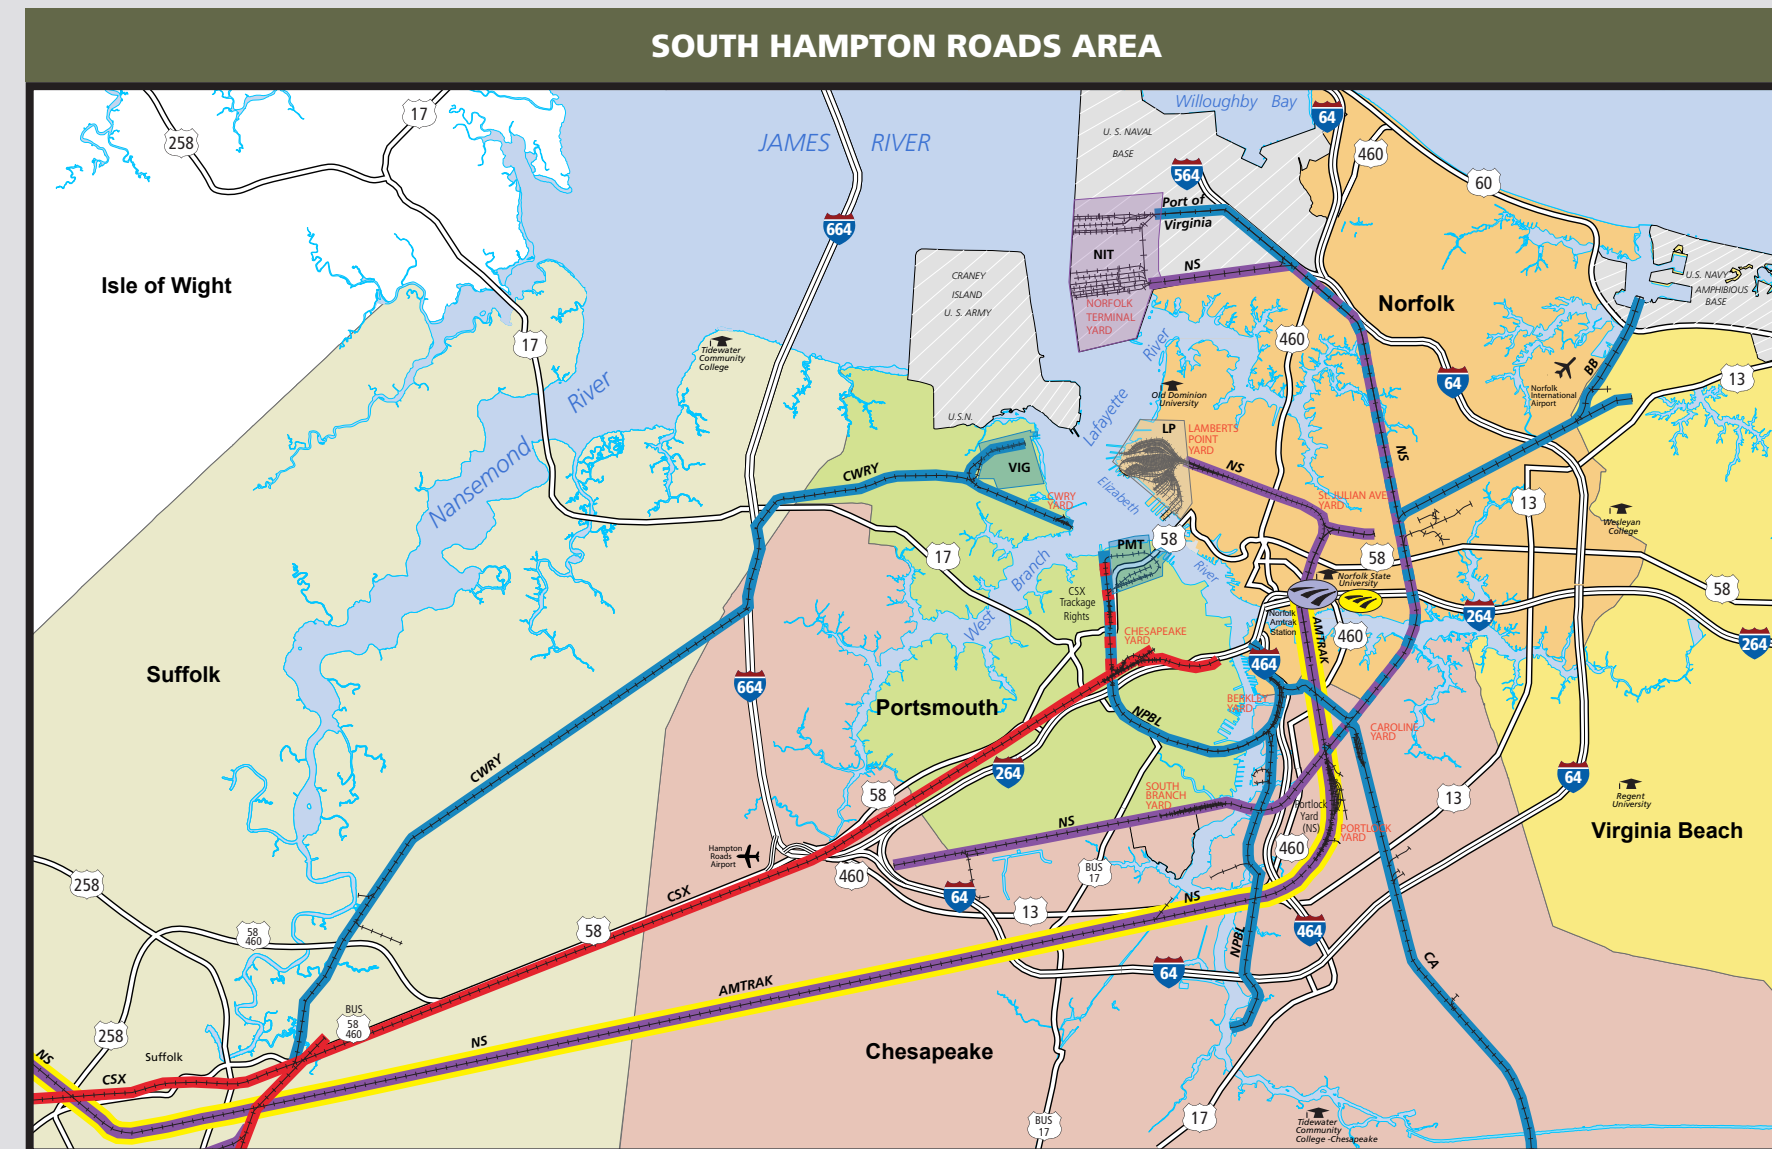 SOUTH HAMPTON ROADS AREA
Willoughby Bay
17
258
64
JAMES RIVER
U. S. NAVAL
BASE
460
564
60
Port of
Virginia
664
NIT
NS
CRANEY
ISLAND
U. S. ARMY
U.S. NAVY
AMPHIBIOUS
BASE
Isle of Wight
NORFOLK
TERMINAL
YARD
Norfolk
17
Tidewater
Community
College
River
460
River
64
BB
13
Norfolk
International
Airport
Old Dominion
University
Lafayette
U.S.N.
LP
LAMBERTS
POINT
YARD
NS
NS
Nansemond
CWRY
VIG
CWRY
YARD
Elizabeth
ST. JULIAN AVE.
YARD
13
Wesleyan
College
17
Branch
PMT
58
River
58
58
CSX
Trackage
Rights
Norfolk State
University
Norfolk
Amtrak
Station
AMTRAK
460
264
264
West
CHESAPEAKE
YARD
464
Suffolk
664
Portsmouth
NPBL
BERKLEY
YARD
CAROLINE
YARD
CWRY
264
58
SOUTH
BRANCH
YARD
NS
Portlock
Yard
(NS)
PORTLOCK
YARD
64
13
Regent
University
Virginia Beach
Hampton
Roads
Airport
460
460
BUS
17
258
CSX
64
13
NS
58
460
58
464
NPBL
64
CA
AMTRAK
BUS
58
460
258
NS
Suffolk
NS
Chesapeake
CSX
BUS
17
17
Tidewater
Community
College -Chesapeake